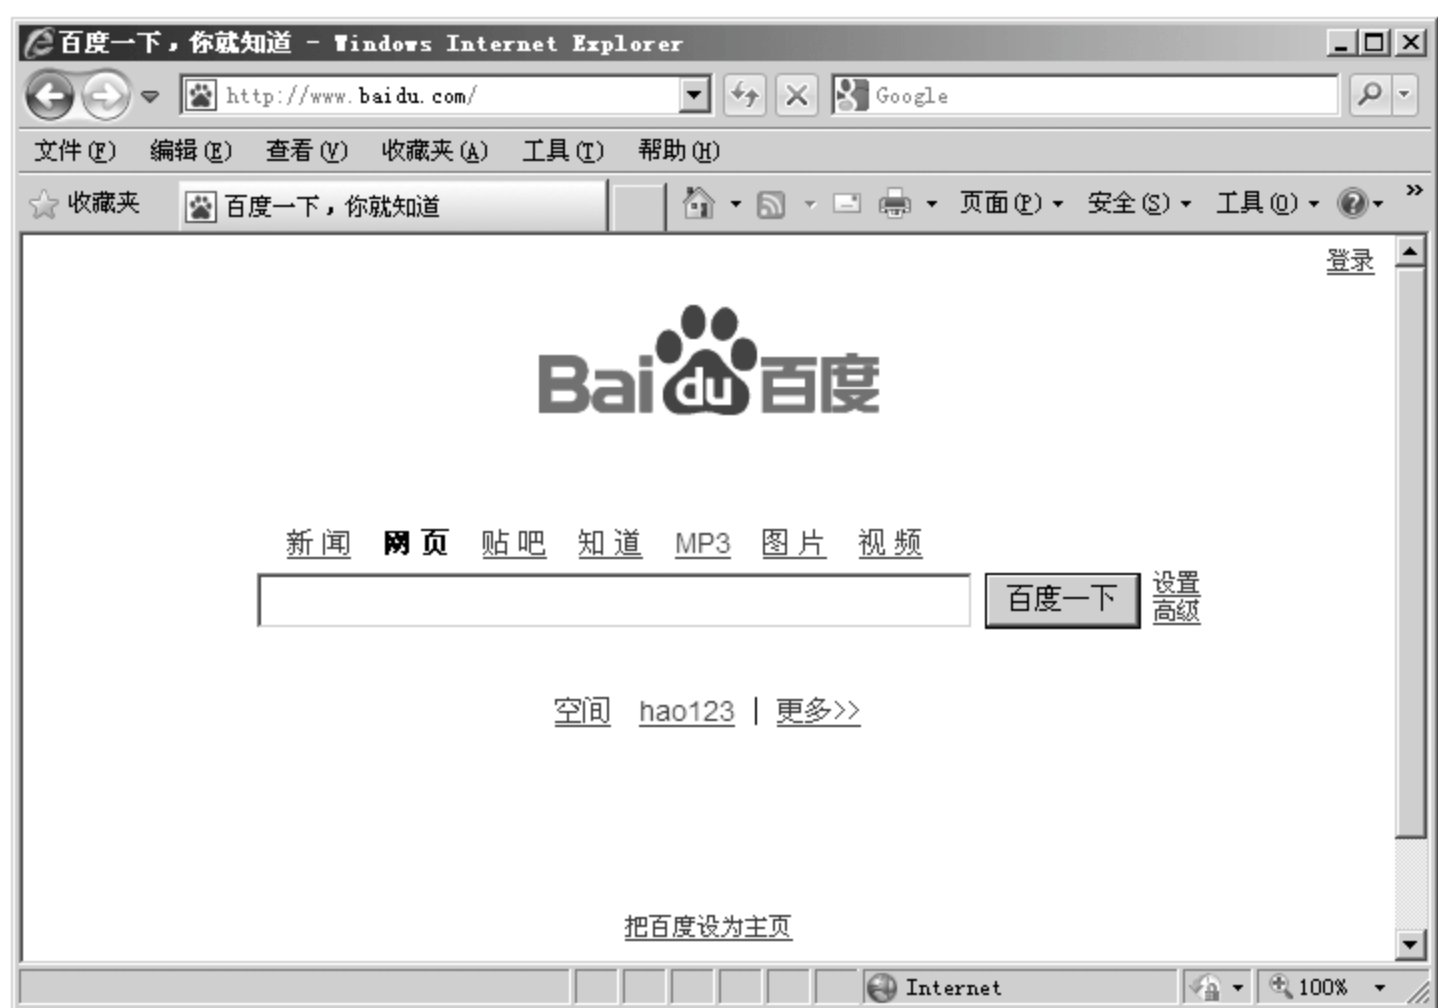 百度一下，你就知道 - Windows Internet Explorer
http://www.baidu.com/ Google
文件(F) 编辑(E) 查看(V) 收藏夹(A) 工具(T) 帮助(H)
收藏夹 百度一下，你就知道 页面(P) 安全(S) 工具(O) »
登录
Bai du 百度
新闻 网页 贴吧 知道 MP3 图片 视频
百度一下 设置
高级
空间 hao123 | 更多>>
把百度设为主页
Internet 100%